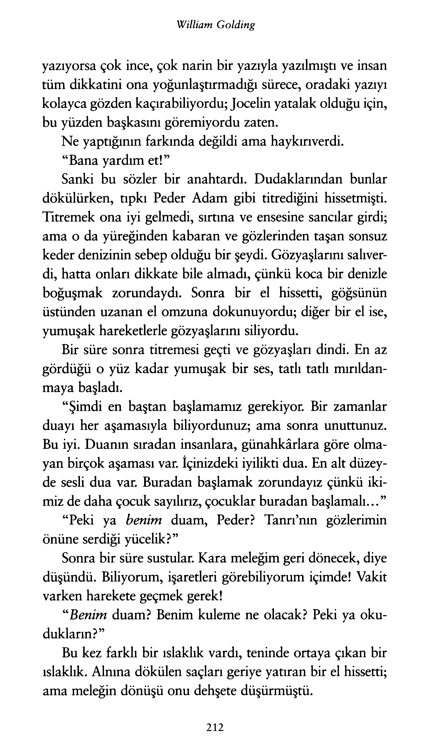 William Golding
yazıyorsa çok ince, çok narin bir yazıyla yazılmıştı ve insan
tüm dikkatini ona yoğunlaştırmadığı sürece, oradaki yazıyı
kolayca gözden kaçırabiliyordu; Jocelin yatalak olduğu için,
bu yüzden başkasını göremiyordu zaten.
Ne yaptığının farkında değildi ama haykırıverdi.
“Bana yardım et!”
Sanki bu sözler bir anahtardı. Dudaklarından bunlar
dökülürken, tıpkı Peder Adam gibi titrediğini hissetmişti.
Titremek ona iyi gelmedi, sırtına ve ensesine sancılar girdi;
ama o da yüreğinden kabaran ve gözlerinden taşan sonsuz
keder denizinin sebep olduğu bir şeydi. Gözyaşlarını salıver-
di, hatta onları dikkate bile almadı, çünkü koca bir denizle
boğuşmak zorundaydı. Sonra bir el hissetti, göğsünün
üstünden uzanan el omzuna dokunuyordu; diğer bir el ise,
yumuşak hareketlerle gözyaşlarını siliyordu.
Bir süre sonra titremesi geçti ve gözyaşları dindi. En az
gördüğü o yüz kadar yumuşak bir ses, tatlı tatlı mırıldan-
maya başladı.
“Şimdi en baştan başlamamız gerekiyor. Bir zamanlar
duayı her aşamasıyla biliyordunuz; ama sonra unuttunuz.
Bu iyi. Duanın sıradan insanlara, günahkârlara göre olma-
yan birçok aşaması var. İçinizdeki iyilikti dua. En alt düzey-
de sesli dua var. Buradan başlamak zorundayız çünkü iki-
miz de daha çocuk sayılırız, çocuklar buradan başlamalı...”
“Peki ya benim duam, Peder? Tanrı’nın gözlerimin
önüne serdiği yücelik?”
Sonra bir süre sustular. Kara meleğim geri dönecek, diye
düşündü. Biliyorum, işaretleri görebiliyorum içimde! Vakit
varken harekete geçmek gerek!
“Benim duam? Benim kuleme ne olacak? Peki ya oku-
dukların?”
Bu kez farklı bir ıslaklık vardı, teninde ortaya çıkan bir
ıslaklık. Alnına dökülen saçları geriye yatıran bir el hissetti;
ama meleğin dönüşü onu dehşete düşürmüştü.
212